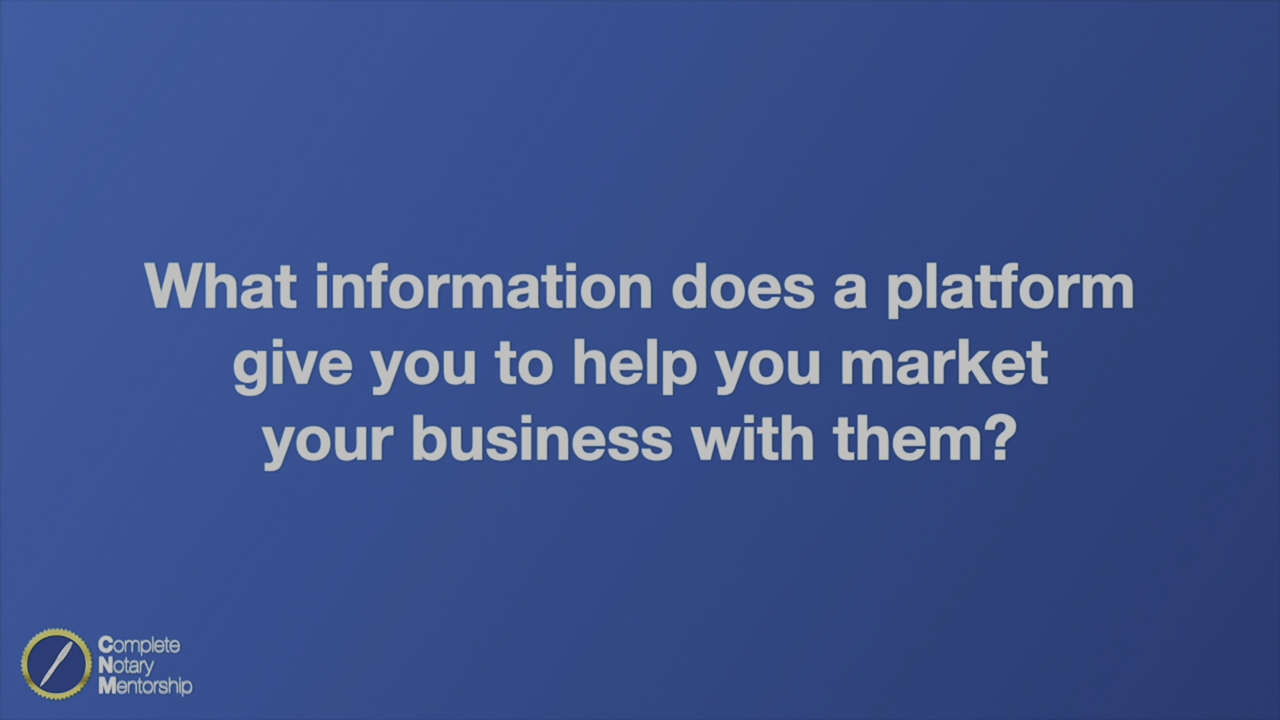 What information does a platform
give you to help you market
your business with them?
Complete
Notary
Mentorship